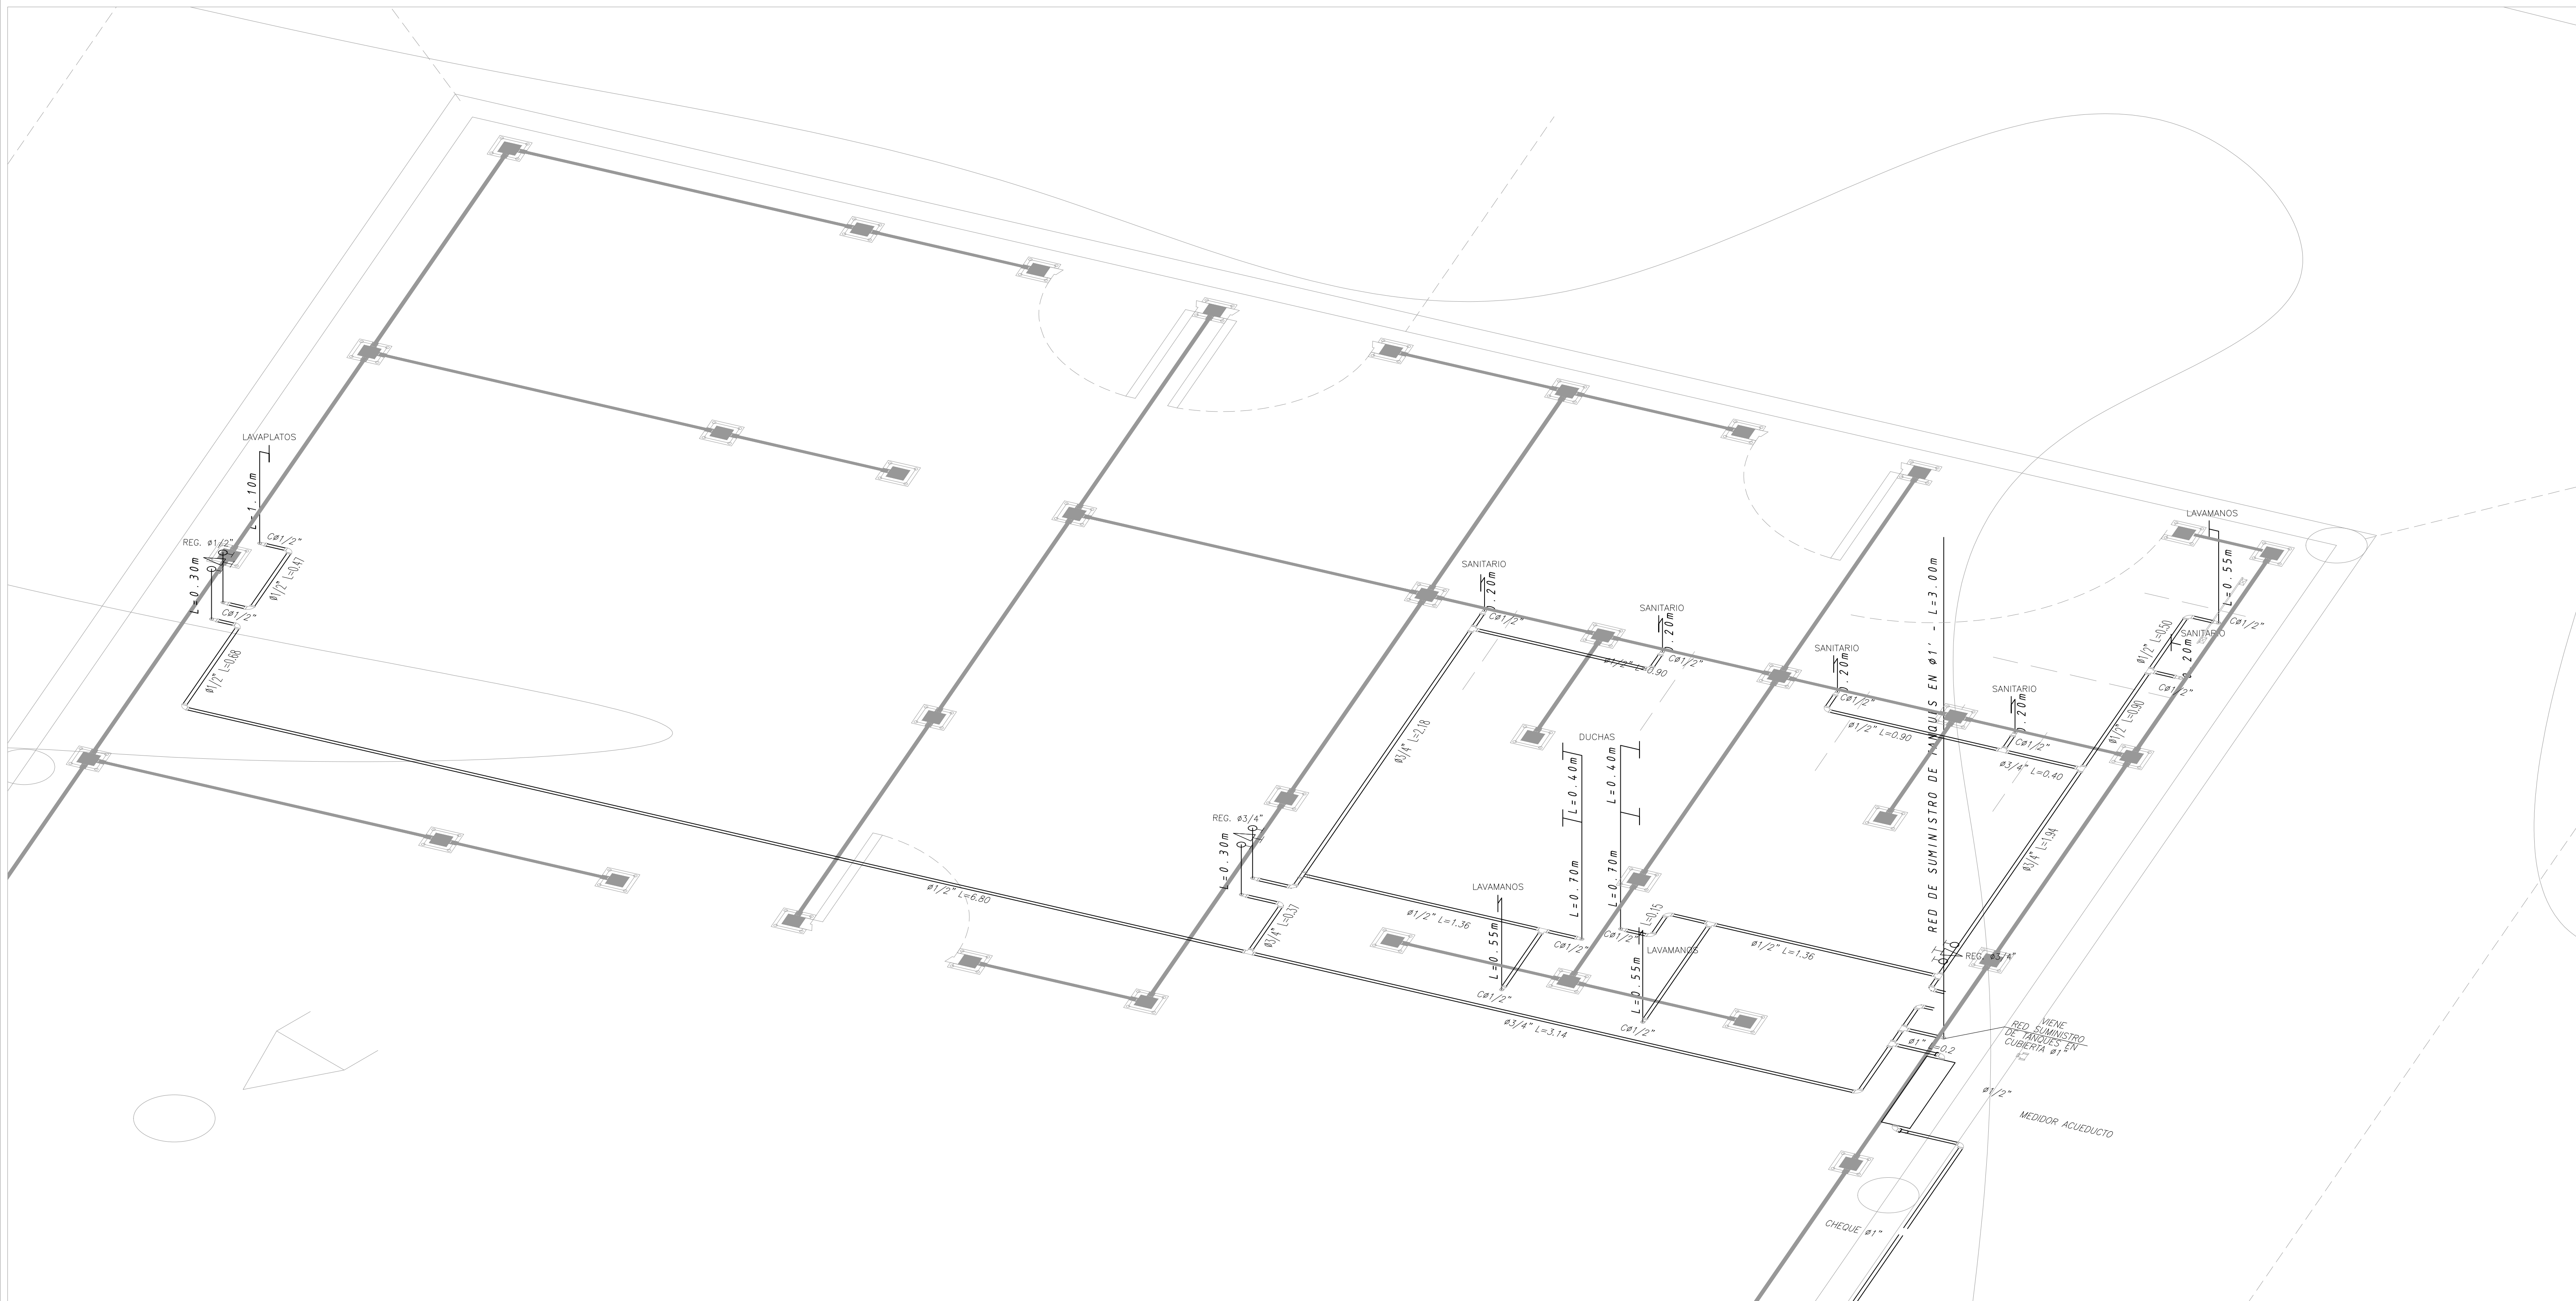 LAVAPLATOS
L=1.10m
Cø1/2"
REG. ø1/2"
L=0.30m
ø1/2" L=0.47
Cø1/2"
ø1/2" L=0.68
ø1/2" L=6.80
SANITARIO
0.20m
Cø1/2"
SANITARIO
0.20m
Cø1/2"
ø1/2" L=0.90
ø3/4" L=2.18
REG. ø3/4"
L=0.30m
ø3/4" L=0.37
DUCHAS
L=0.40m
L=0.40m
L=0.70m
L=0.70m
LAVAMANOS
ø1/2" L=1.36
L=0.55m
Cø1/2"
Cø1/2"
Cø1/2"
L=0.15
LAVAMANOS
L=0.55m
Cø1/2"
ø1/2" L=1.36
ø3/4" L=3.14
SANITARIO
0.20m
Cø1/2"
SANITARIO
0.20m
Cø1/2"
ø1/2" L=0.90
ø3/4" L=0.40
RED DE SUMINISTRO DE TANQUES EN ø1' - L=3.00m
LAVAMANOS
L=0.55m
Cø1/2"
ø1/2" L=0.50
SANITARIO
0.20m
Cø1/2"
ø1/2" L=0.90
ø3/4" L=1.94
REG. ø3/4"
VIENE
RED SUMINISTRO
DE TANQUES EN
CUBIERTA ø1"
ø1" L=0.2
ø1/2"
MEDIDOR ACUEDUCTO
CHEQUE ø1"